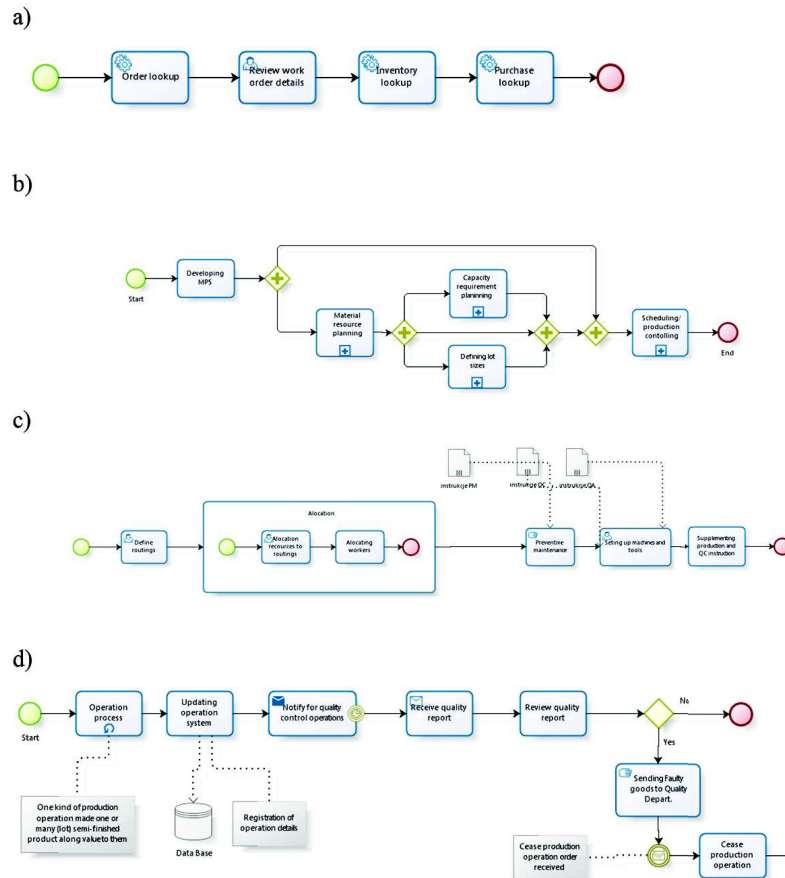 a)
Order lookup
Review work
order details
Inventory
lookup
Purchase
lookup
b)
Start
Developing
MPS
Material
resource
planning
Capacity
requirement
planinning
Defining lot
sizes
Scheduling/
production
contolling
End
c)
instrukcje PM
instrukcje QC
instrukcje QA
Alocation
Define
routings
Alocation
recources to
routings
Alocating
workers
Preventive
maintenance
Seting up machines and
tools
Supplementing
production and
QC instruction
d)
Start
Operation
process
Updating
operation
system
Notify for quality
control operations
Receive quality
report
Review quality
report
No
Yes
Sending Faulty
goods to Quality
Depart.
One kind of production
operation made one or
many (lot) semi-finished
product along value to them
Data Base
Registration of
operation details
Cease production
operation order
received
Cease
production
operation